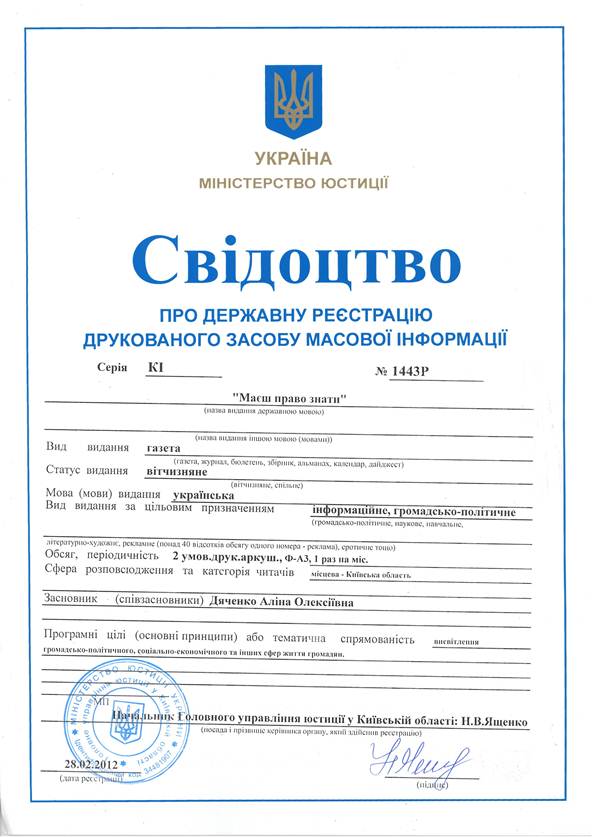 УКРАЇНА
МІНІСТЕРСТВО ЮСТИЦІЇ
Свідоцтво
ПРО ДЕРЖАВНУ РЕЄСТРАЦІЮ
ДРУКОВАНОГО ЗАСОБУ МАСОВОЇ ІНФОРМАЦІЇ
Серія КІ № 1443Р
"Маєш право знати"
(назва видання державною мовою)
(назва видання іншою мовою (мовами))
Вид видання газета
(газета, журнал, бюлетень, збірник, альманах, календар, дайджест)
Статус видання вітчизняне
(вітчизняне, спільне)
Мова (мови) видання українська
Вид видання за цільовим призначенням інформаційне, громадсько-політичне
(громадсько-політичне, наукове, навчальне,
літературно-художнє, рекламне (понад 40 відсотків обсягу одного номера - реклама), еротичне тощо)
Обсяг, періодичність 2 умов.друк.аркуш., Ф-А3, 1 раз на міс.
Сфера розповсюдження та категорія читачів місцева - Київська область
Засновник (співзасновники) Дяченко Аліна Олексіївна
Програмні цілі (основні принципи) або тематична спрямованість висвітлення
громадсько-політичного, соціально-економічного та інших сфер життя громадян.
МП
Начальник Головного управління юстиції у Київській області: Н.В.Ященко
(посада і прізвище керівника органу, який здійснив реєстрацію)
28.02.2012
(дата реєстрації)
(підпис)
МІНІСТЕРСТВО ЮСТИЦІЇ УКРАЇНИ
Головне управління юстиції у Київській області
код 34481907